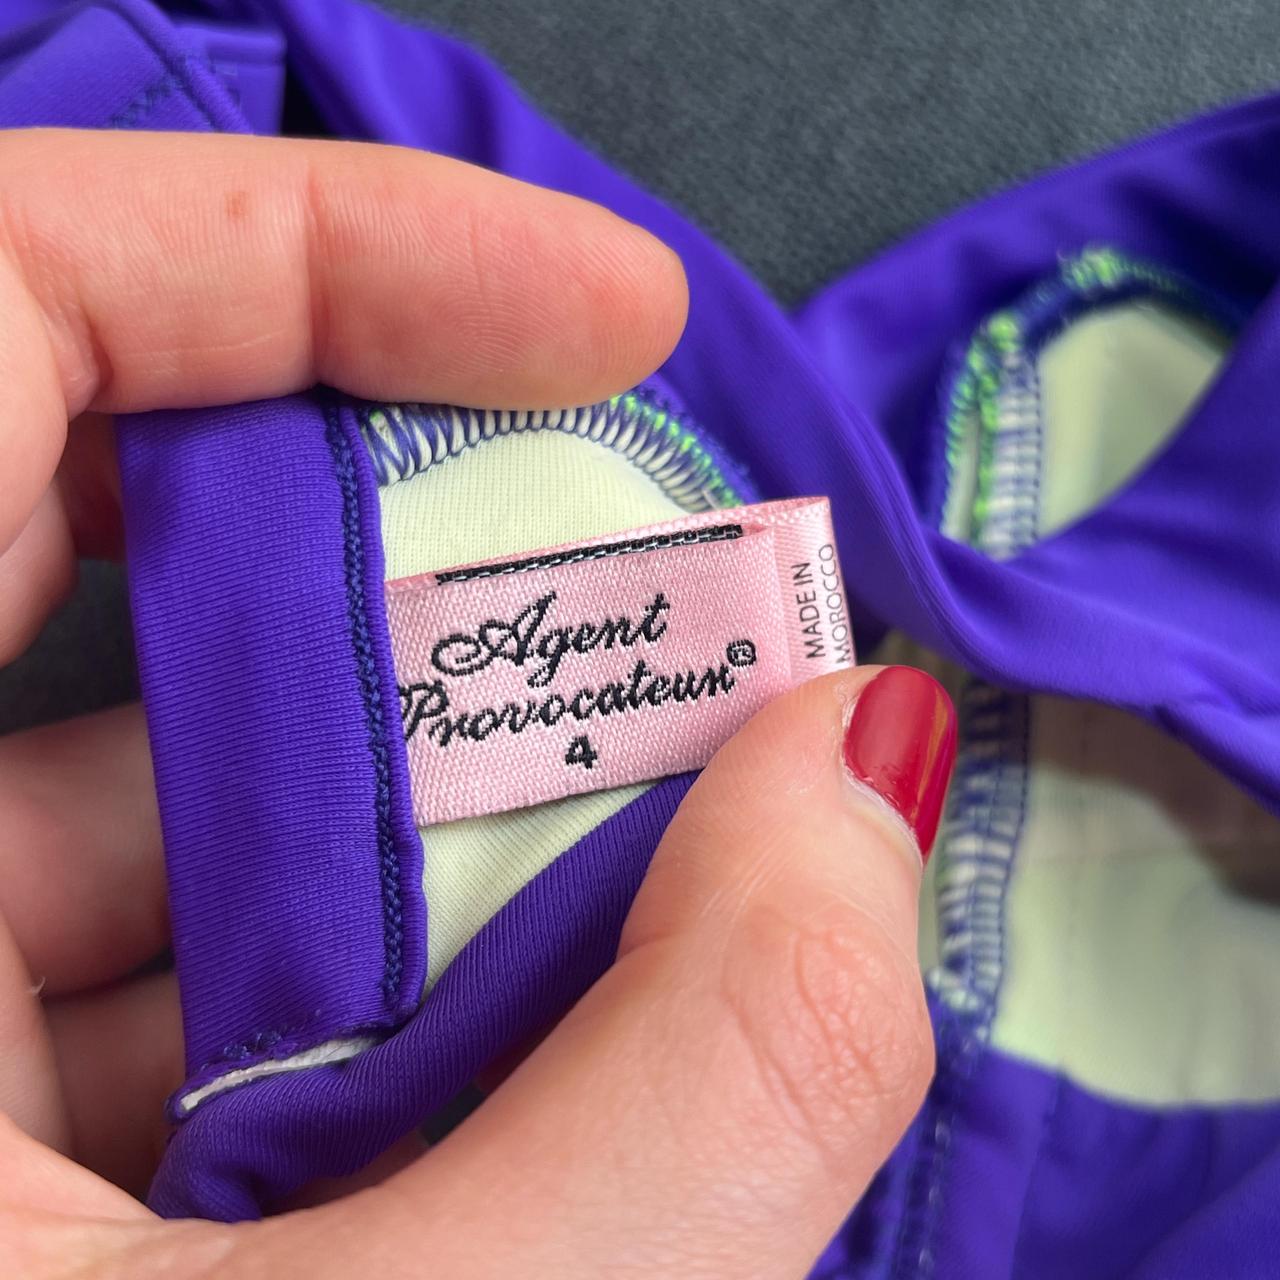 Agent
Provocateur®
4
MADE IN
MOROCCO